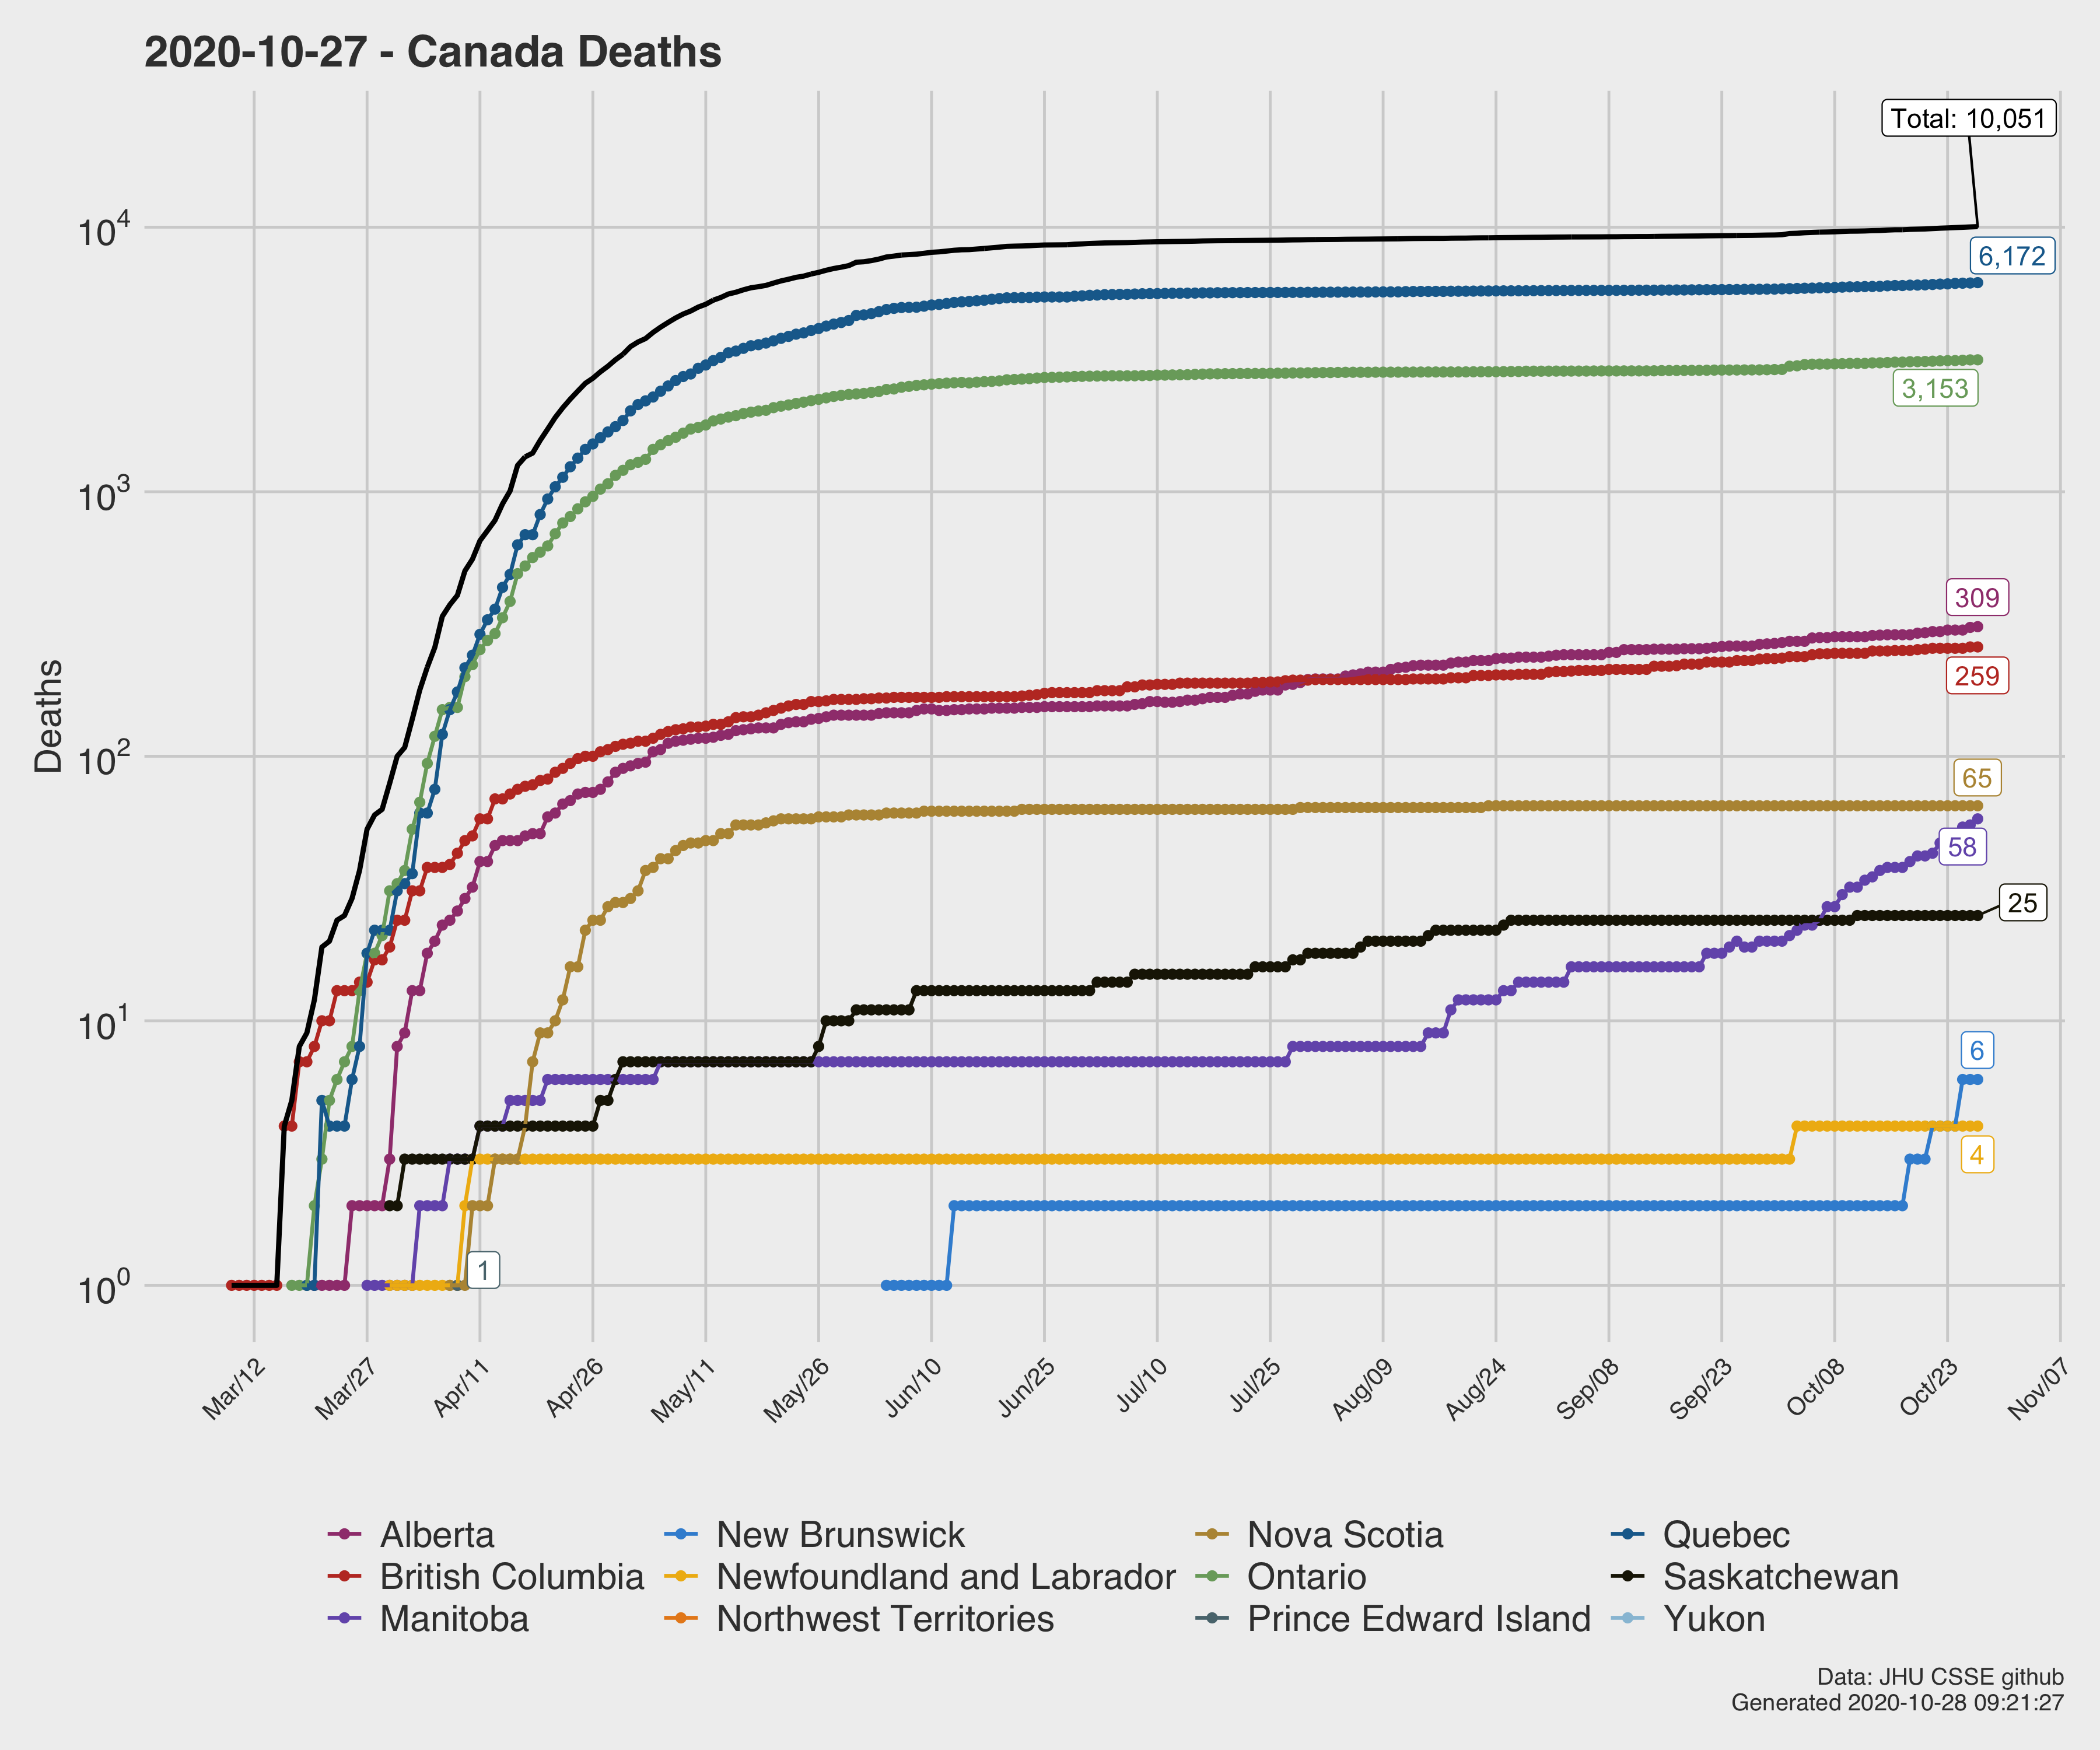 2020-10-27 - Canada Deaths
Total: 10,051
10^4
6,172
3,153
10^3
309
259
Deaths
10^2
65
58
25
10^1
6
4
1
10^0
Mar/12
Mar/27
Apr/11
Apr/26
May/11
May/26
Jun/10
Jun/25
Jul/10
Jul/25
Aug/09
Aug/24
Sep/08
Sep/23
Oct/08
Oct/23
Nov/07
Alberta
New Brunswick
Nova Scotia
Quebec
British Columbia
Newfoundland and Labrador
Ontario
Saskatchewan
Manitoba
Northwest Territories
Prince Edward Island
Yukon
Data: JHU CSSE github
Generated 2020-10-28 09:21:27